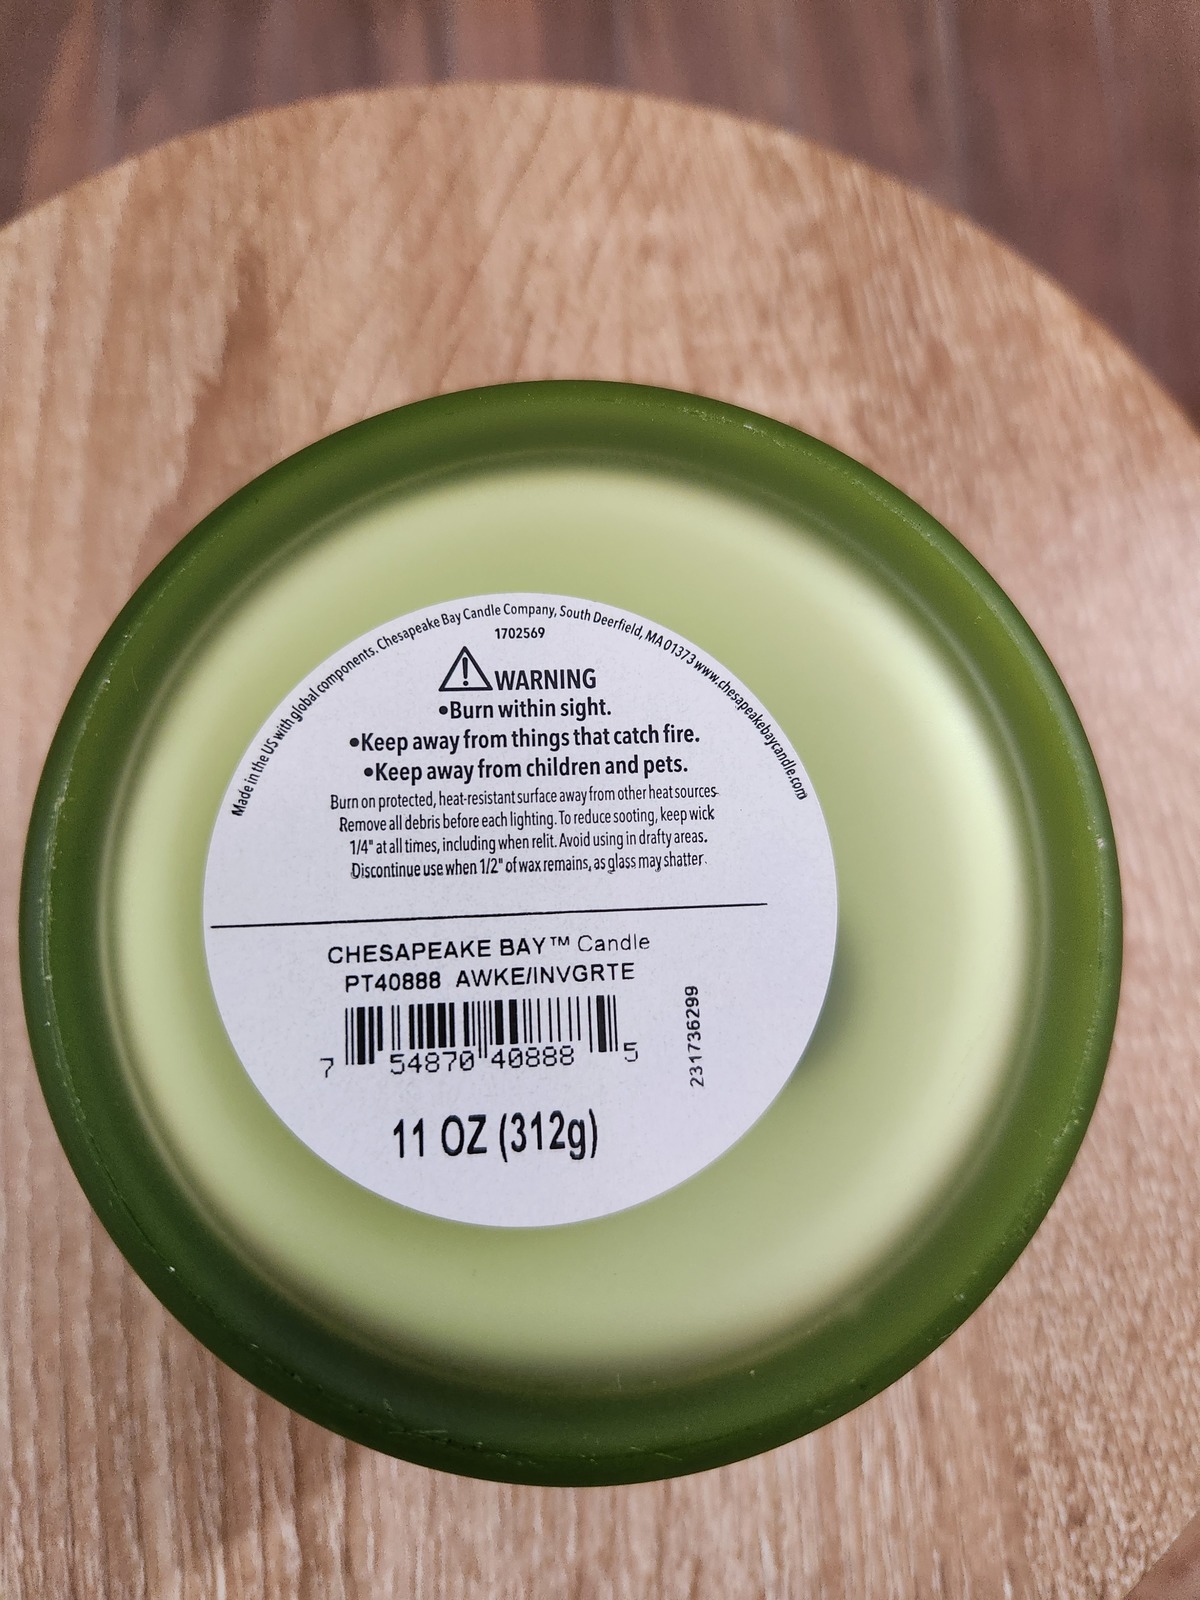 Made in the US with global components. Chesapeake Bay Candle Company, South Deerfield, MA 01373 www.chesapeakebaycandle.com
1702569
WARNING
•Burn within sight.
•Keep away from things that catch fire.
•Keep away from children and pets.
Burn on protected, heat-resistant surface away from other heat sources.
Remove all debris before each lighting. To reduce sooting, keep wick
1/4" at all times, including when relit. Avoid using in drafty areas.
Discontinue use when 1/2" of wax remains, as glass may shatter.
CHESAPEAKE BAY™ Candle
PT40888 AWKE/INVGRTE
7 54870 40888 5
231736299
11 OZ (312g)